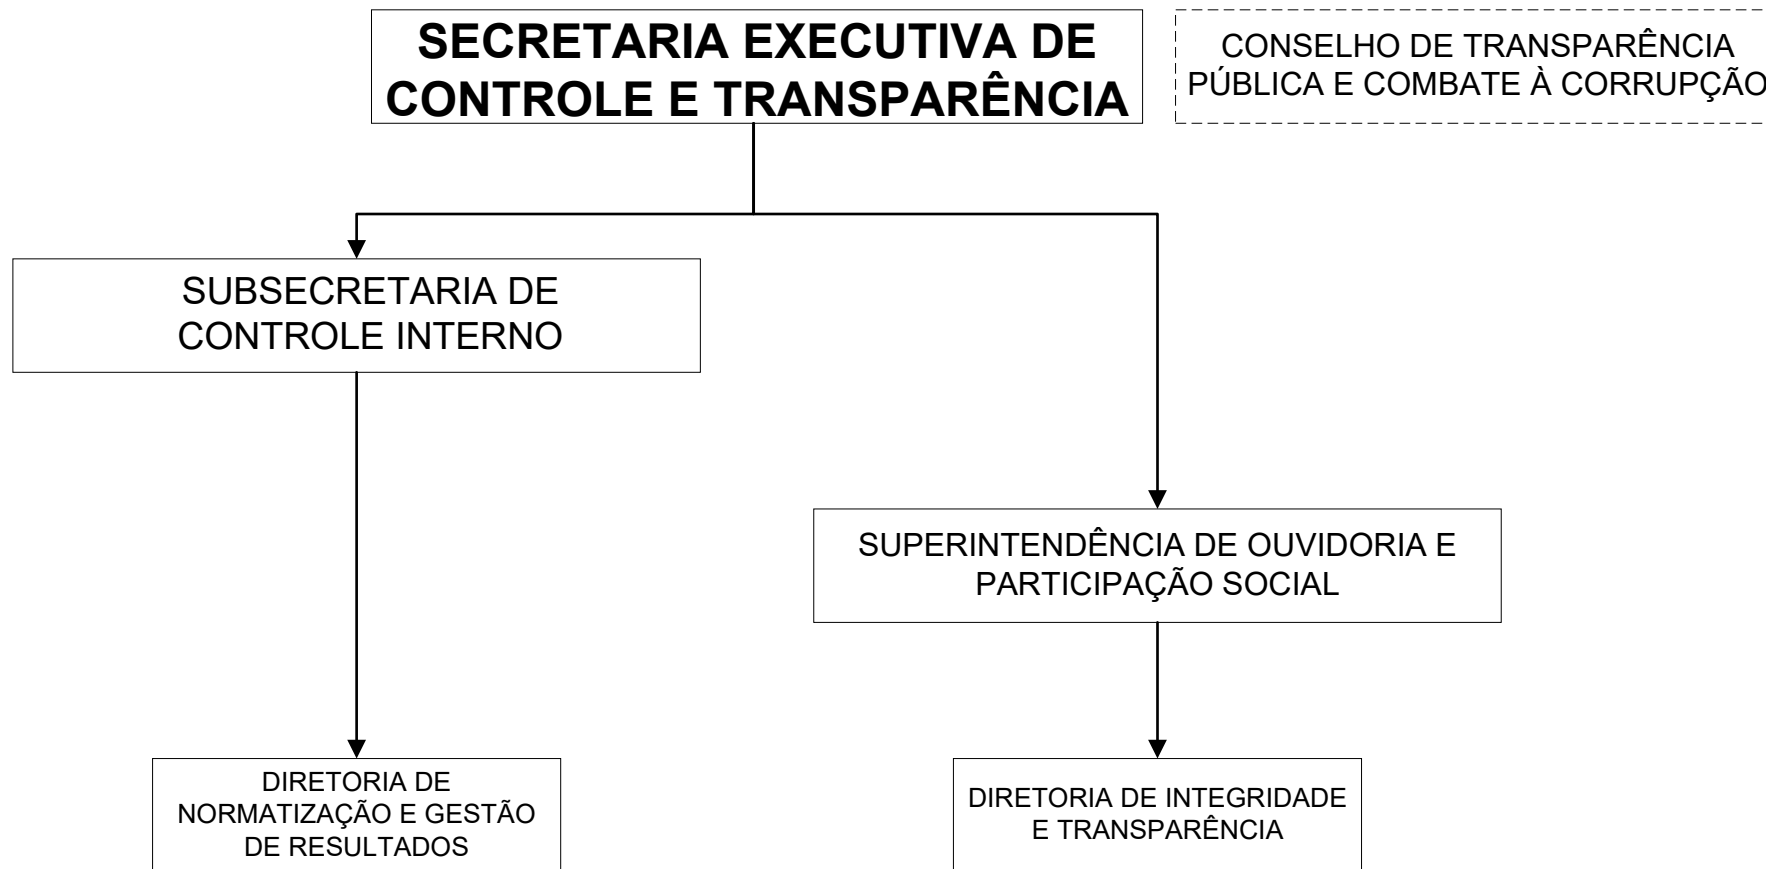 SECRETARIA EXECUTIVA DE
CONTROLE E TRANSPARÊNCIA
CONSELHO DE TRANSPARÊNCIA
PÚBLICA E COMBATE À CORRUPÇÃO
SUBSECRETARIA DE
CONTROLE INTERNO
SUPERINTENDÊNCIA DE OUVIDORIA E
PARTICIPAÇÃO SOCIAL
DIRETORIA DE
NORMATIZAÇÃO E GESTÃO
DE RESULTADOS
DIRETORIA DE INTEGRIDADE
E TRANSPARÊNCIA